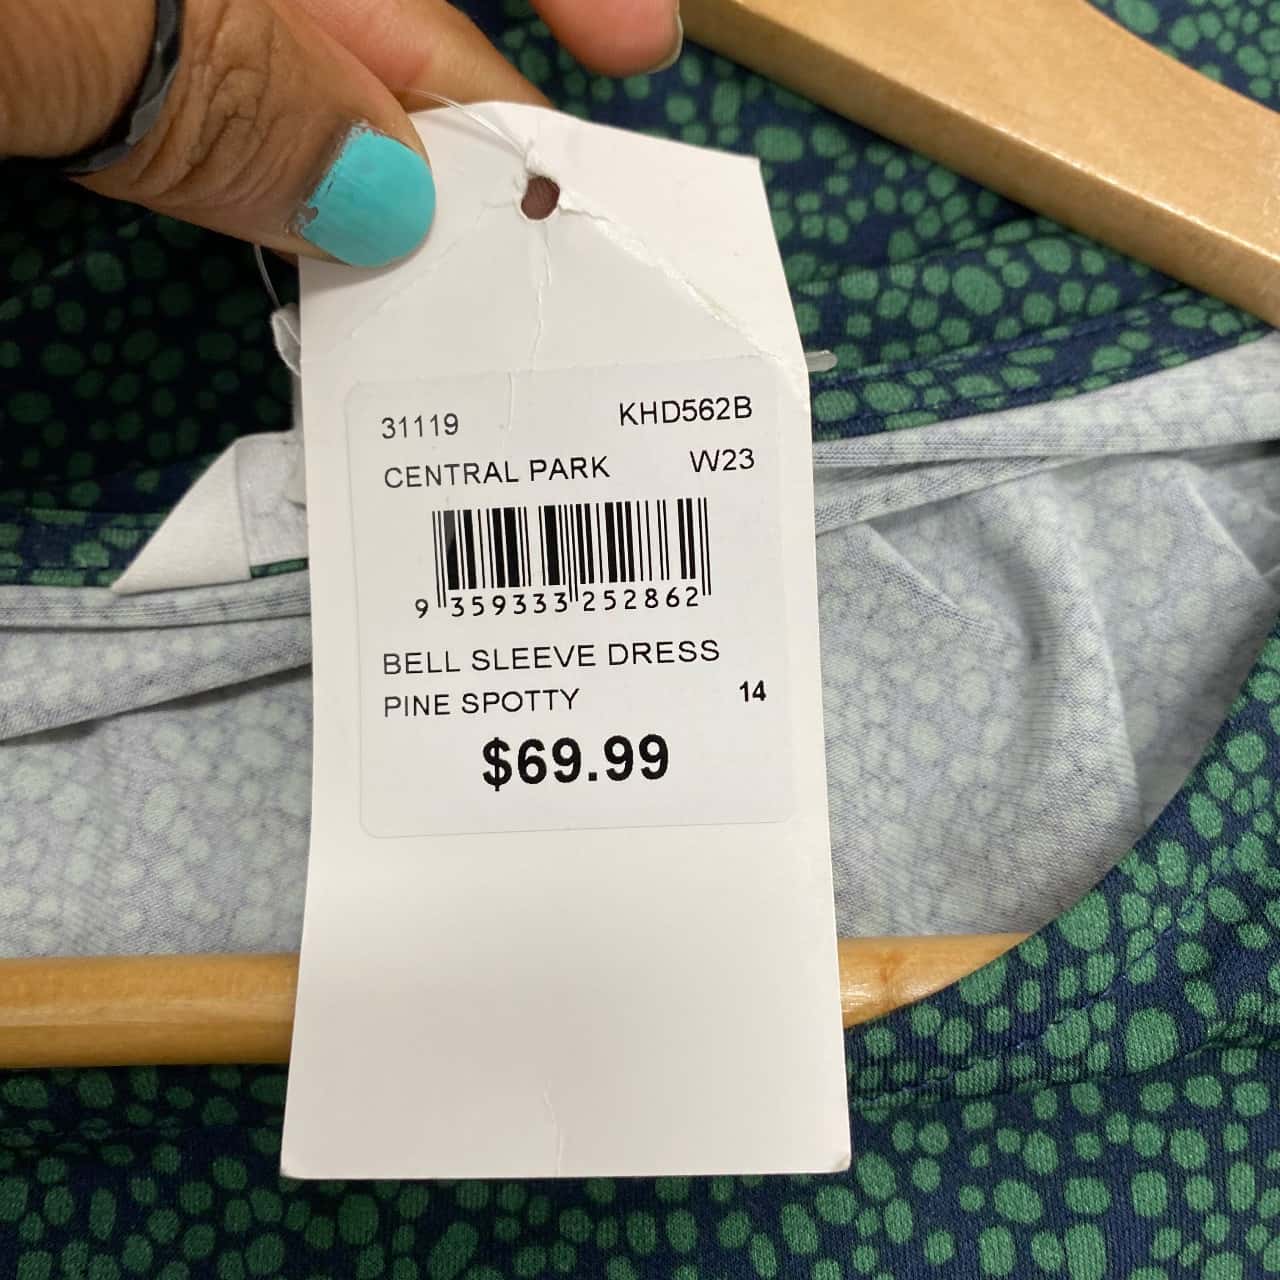 31119 KHD562B
CENTRAL PARK W23
9 359333 252862
BELL SLEEVE DRESS
PINE SPOTTY 14
$69.99